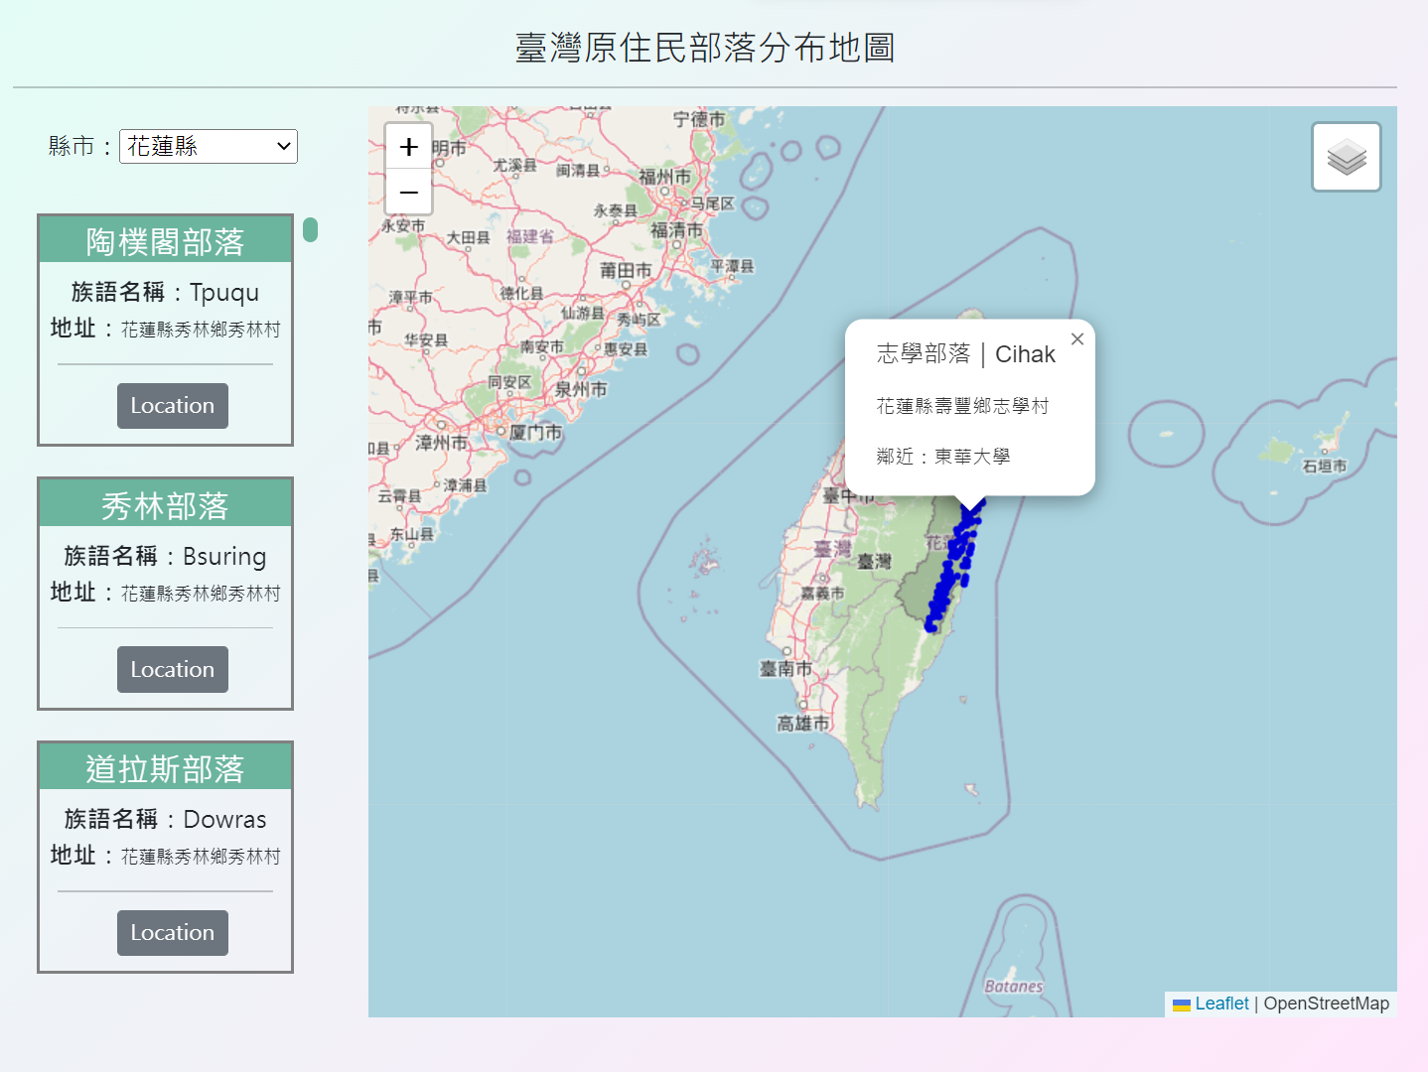 臺灣原住民部落分布地圖
縣市：
花蓮縣
陶樸閣部落
族語名稱：Tpuqu
地址：花蓮縣秀林鄉秀林村
Location
秀林部落
族語名稱：Bsuring
地址：花蓮縣秀林鄉秀林村
Location
道拉斯部落
族語名稱：Dowras
地址：花蓮縣秀林鄉秀林村
Location
+
−
宁德市
明市
尤溪县
闽清县
福州市
马尾区
永泰县
永安市
大田县
福建省
福清市
平潭县
莆田市
德化县
漳平市
仙游县
秀屿区
市
华安县
南安市
惠安县
同安区
泉州市
厦门市
漳州市
和县
云霄县
漳浦县
东山县
县
县
志學部落｜Cihak
×
花蓮縣壽豐鄉志學村
鄰近：東華大學
石垣市
臺中市
臺灣
臺灣
花
嘉義市
臺南市
高雄市
Batanes
Leaflet | OpenStreetMap